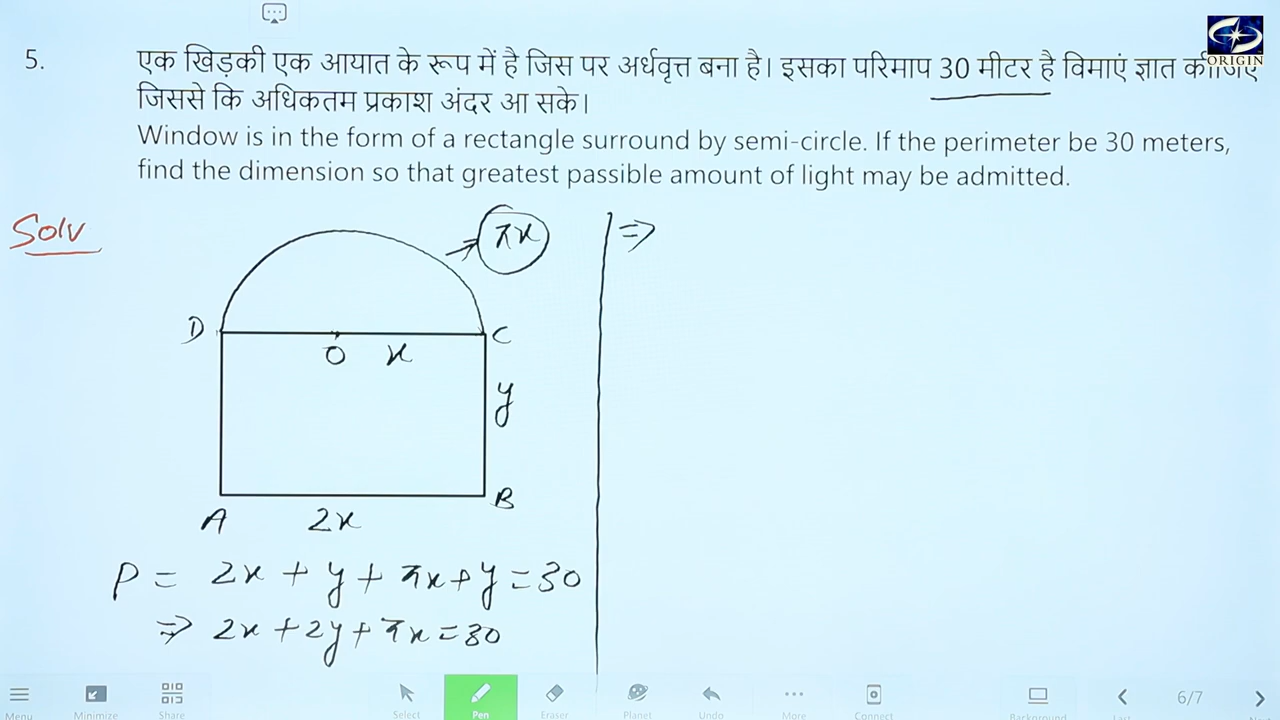 ORIGIN
5. एक खिड़की एक आयात के रूप में है जिस पर अर्धवृत्त बना है। इसका परिमाप 30 मीटर है विमाएं ज्ञात कीजिए
जिससे कि अधिकतम प्रकाश अंदर आ सके।
Window is in the form of a rectangle surround by semi-circle. If the perimeter be 30 meters,
find the dimension so that greatest passible amount of light may be admitted.
Solv
πx
⇒
D
O
x
C
y
A
2x
B
P = 2x + y + πx + y = 30
⇒ 2x + 2y + πx = 30
Menu Minimize Share Select Pen Eraser Planet Undo More Connect Background 6/7